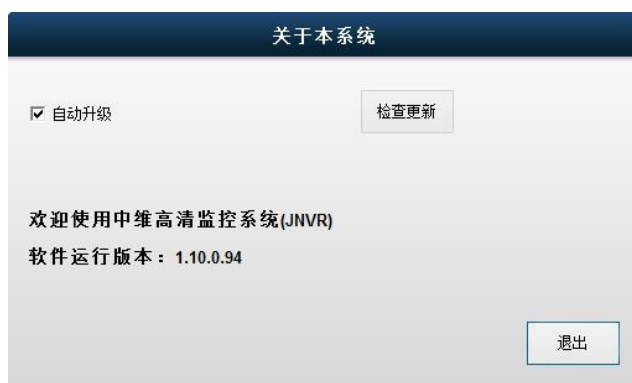 关于本系统
自动升级
检查更新
欢迎使用中维高清监控系统(JNVR)
软件运行版本：1.10.0.94
退出